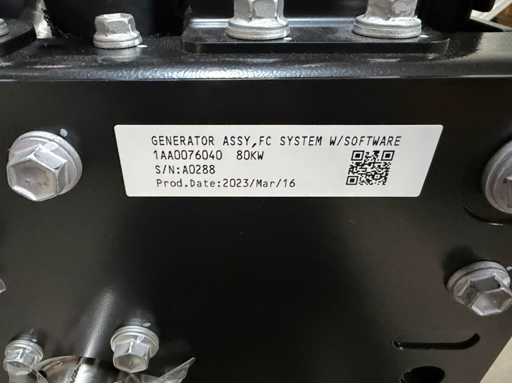 GENERATOR ASSY,FC SYSTEM W/SOFTWARE
1AA0076040 80KW
S/N:A0288
Prod.Date:2023/Mar/16